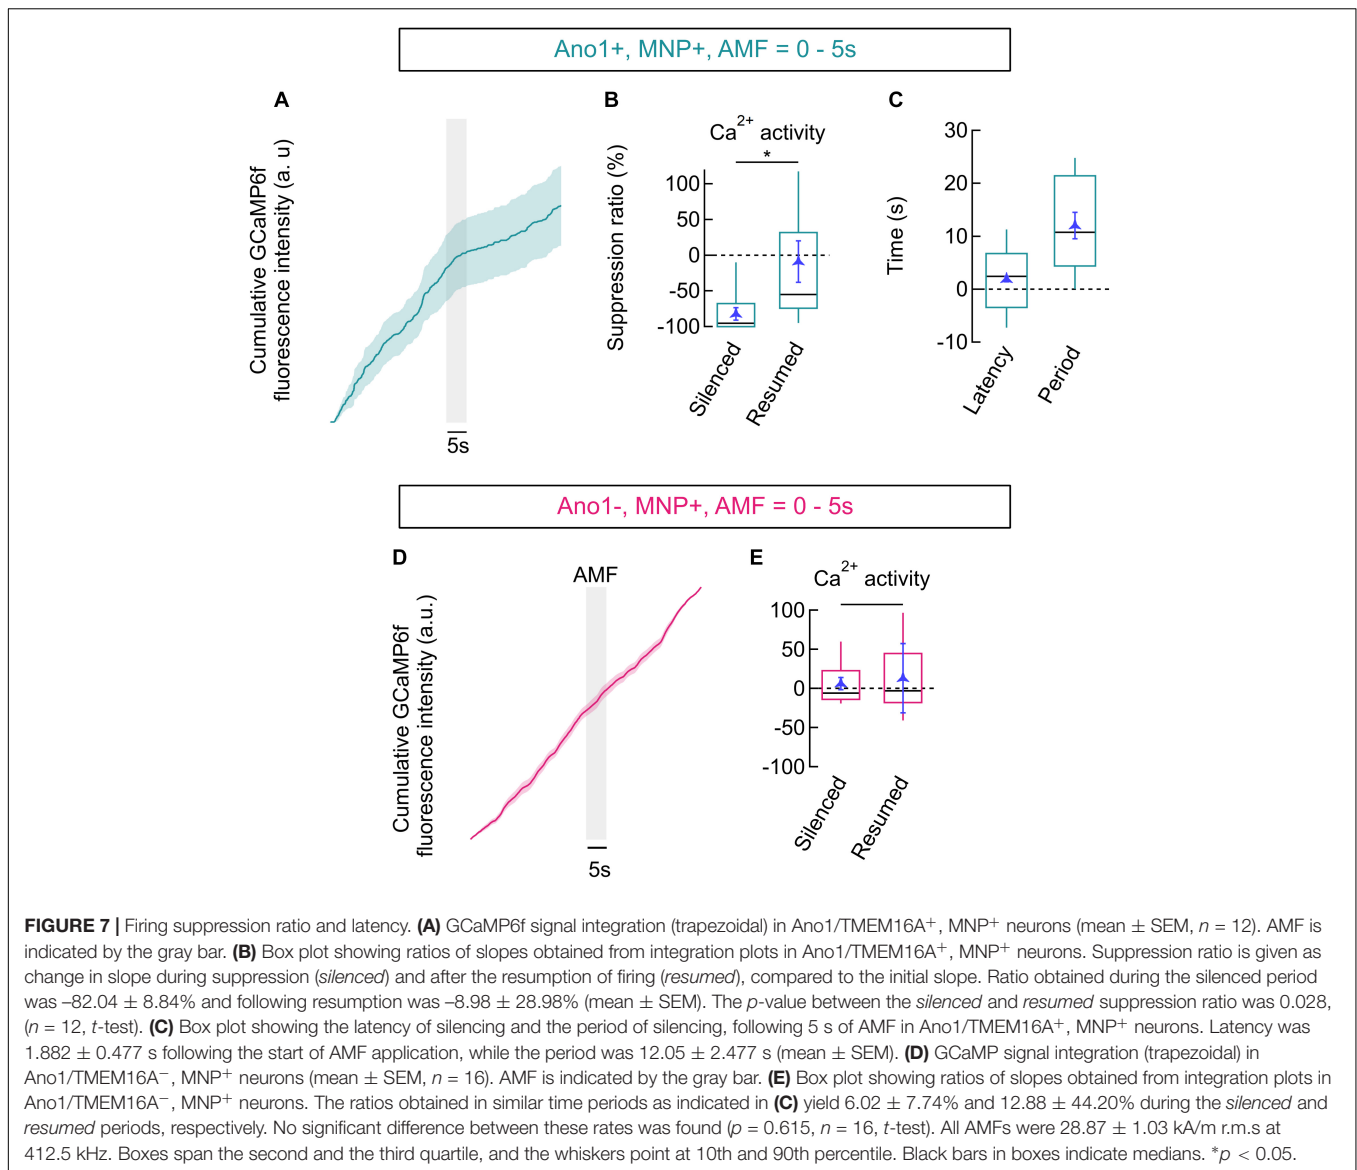 Ano1+, MNP+, AMF = 0 - 5s
A
Cumulative GCaMP6f
fluorescence intensity (a. u)
5s
B
Ca2+ activity
*
Suppression ratio (%)
100
50
0
-50
-100
Silenced
Resumed
C
Time (s)
30
20
10
0
-10
Latency
Period
Ano1-, MNP+, AMF = 0 - 5s
D
AMF
Cumulative GCaMP6f
fluorescence intensity (a.u.)
5s
E
Ca2+ activity
100
50
0
-50
-100
Silenced
Resumed
FIGURE 7 | Firing suppression ratio and latency. (A) GCaMP6f signal integration (trapezoidal) in Ano1/TMEM16A+, MNP+ neurons (mean ± SEM, n = 12). AMF is
indicated by the gray bar. (B) Box plot showing ratios of slopes obtained from integration plots in Ano1/TMEM16A+, MNP+ neurons. Suppression ratio is given as
change in slope during suppression (silenced) and after the resumption of firing (resumed), compared to the initial slope. Ratio obtained during the silenced period
was –82.04 ± 8.84% and following resumption was –8.98 ± 28.98% (mean ± SEM). The p-value between the silenced and resumed suppression ratio was 0.028,
(n = 12, t-test). (C) Box plot showing the latency of silencing and the period of silencing, following 5 s of AMF in Ano1/TMEM16A+, MNP+ neurons. Latency was
1.882 ± 0.477 s following the start of AMF application, while the period was 12.05 ± 2.477 s (mean ± SEM). (D) GCaMP signal integration (trapezoidal) in
Ano1/TMEM16A−, MNP+ neurons (mean ± SEM, n = 16). AMF is indicated by the gray bar. (E) Box plot showing ratios of slopes obtained from integration plots in
Ano1/TMEM16A−, MNP+ neurons. The ratios obtained in similar time periods as indicated in (C) yield 6.02 ± 7.74% and 12.88 ± 44.20% during the silenced and
resumed periods, respectively. No significant difference between these rates was found (p = 0.615, n = 16, t-test). All AMFs were 28.87 ± 1.03 kA/m r.m.s at
412.5 kHz. Boxes span the second and the third quartile, and the whiskers point at 10th and 90th percentile. Black bars in boxes indicate medians. *p < 0.05.